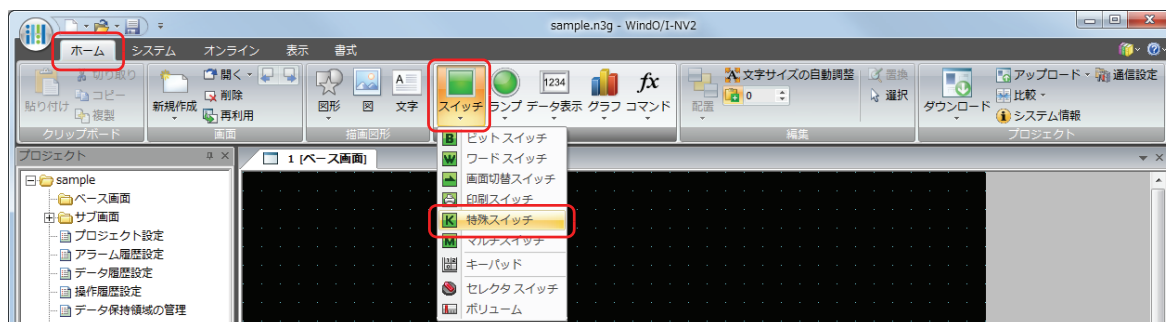 sample.n3g - WindO/I-NV2
ホーム システム オンライン 表示 書式
貼り付け 切り取り コピー 複製
クリップボード
新規作成 開く 削除 再利用
画面
図形 図 文字
描画図形
スイッチ ランプ 1234 データ表示 グラフ fx コマンド
配置 文字サイズの自動調整 0 置換 選択
編集
ダウンロード アップロード 通信設定 比較 システム情報
プロジェクト
プロジェクト
1 [ベース画面]
sample
ベース画面
サブ画面
プロジェクト設定
アラーム履歴設定
データ履歴設定
操作履歴設定
データ保持領域の管理
B ビットスイッチ
W ワードスイッチ
画面切替スイッチ
印刷スイッチ
K 特殊スイッチ
M マルチスイッチ
キーパッド
セレクタスイッチ
ボリューム